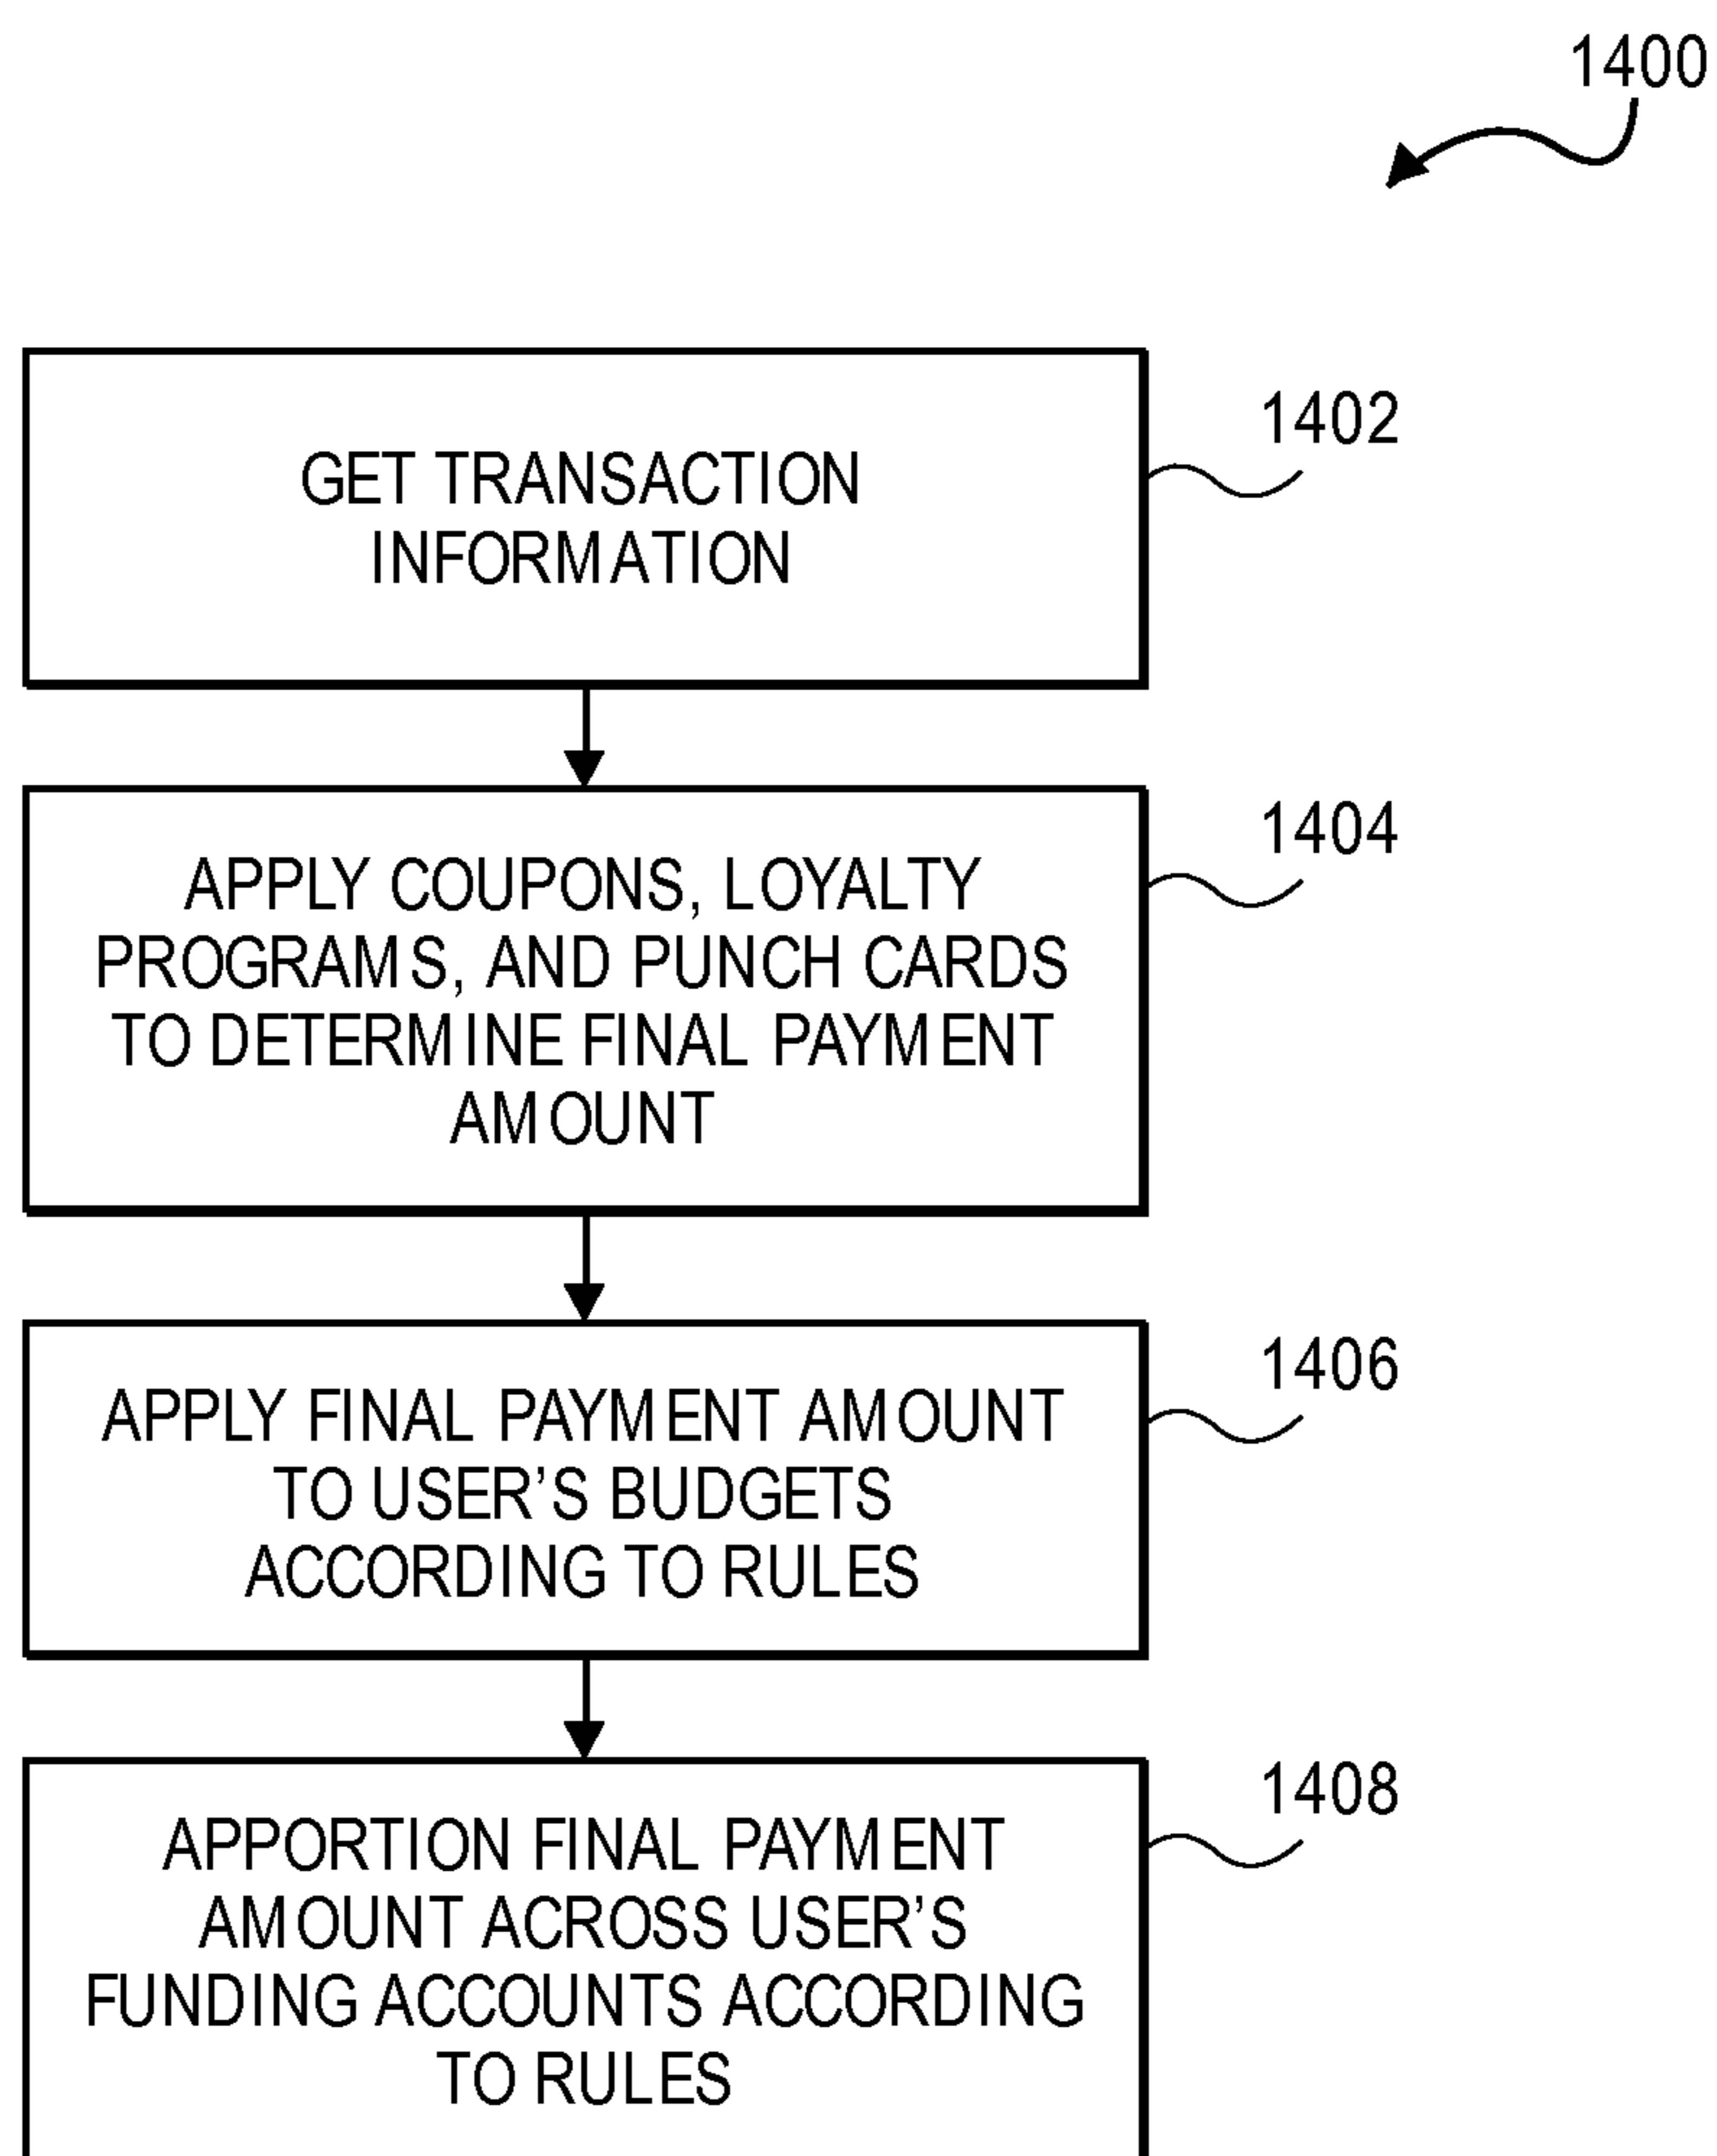 1400
GET TRANSACTION
INFORMATION
1402
APPLY COUPONS, LOYALTY
PROGRAMS, AND PUNCH CARDS
TO DETERMINE FINAL PAYMENT
AMOUNT
1404
APPLY FINAL PAYMENT AMOUNT
TO USER’S BUDGETS
ACCORDING TO RULES
1406
APPORTION FINAL PAYMENT
AMOUNT ACROSS USER’S
FUNDING ACCOUNTS ACCORDING
TO RULES
1408